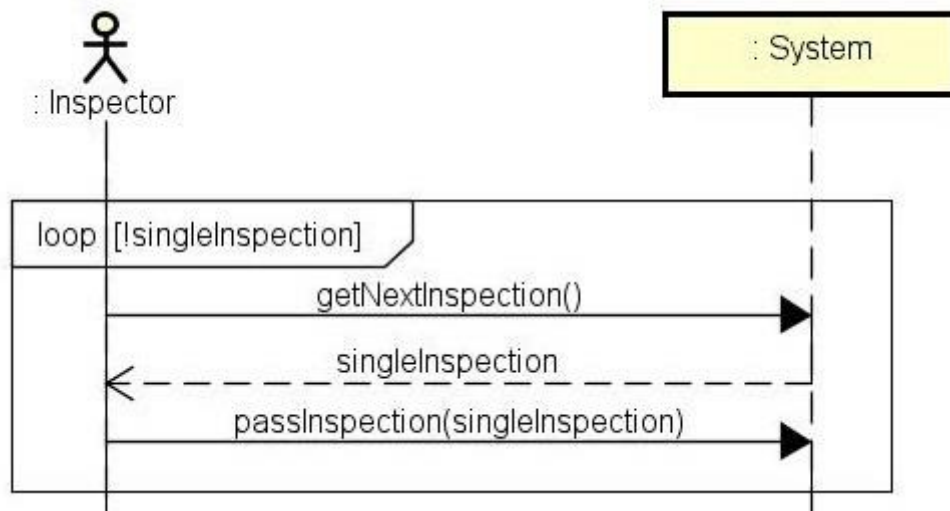 : Inspector
: System
loop [!singleInspection]
getNextInspection()
singleInspection
passInspection(singleInspection)